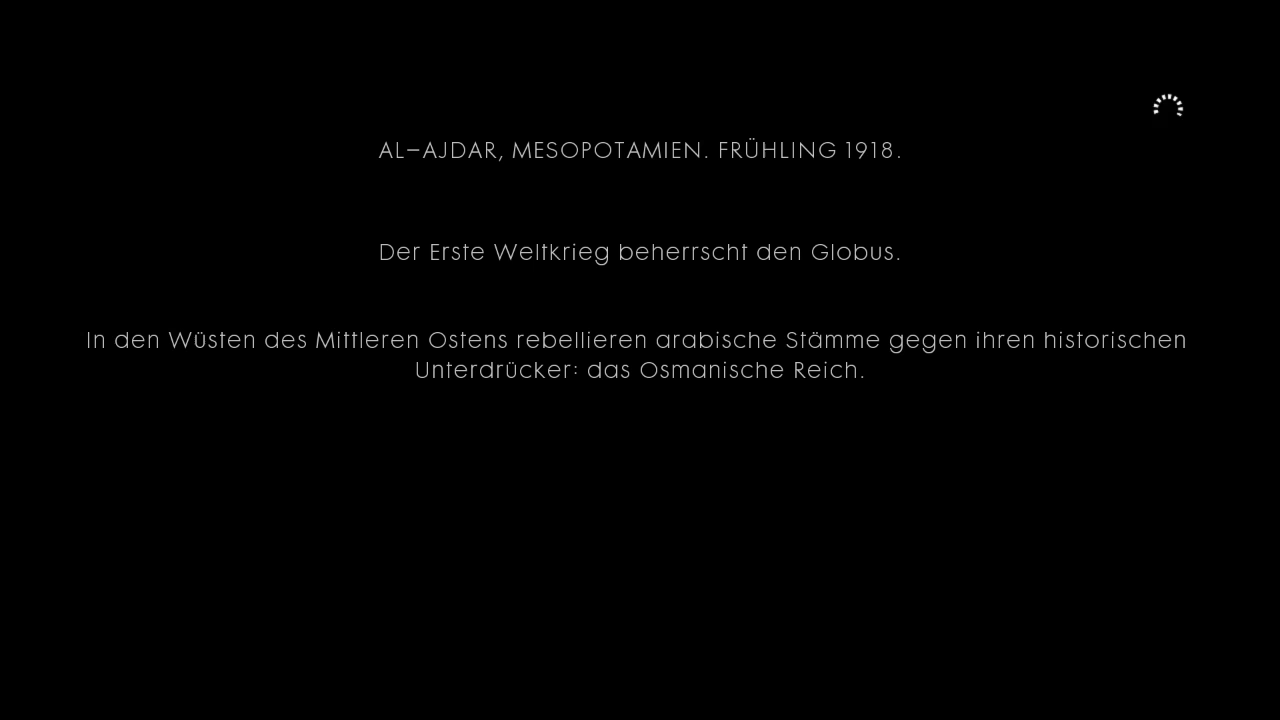 AL–AJDAR, MESOPOTAMIEN. FRÜHLING 1918.
Der Erste Weltkrieg beherrscht den Globus.
In den Wüsten des Mittleren Ostens rebellieren arabische Stämme gegen ihren historischen
Unterdrücker: das Osmanische Reich.